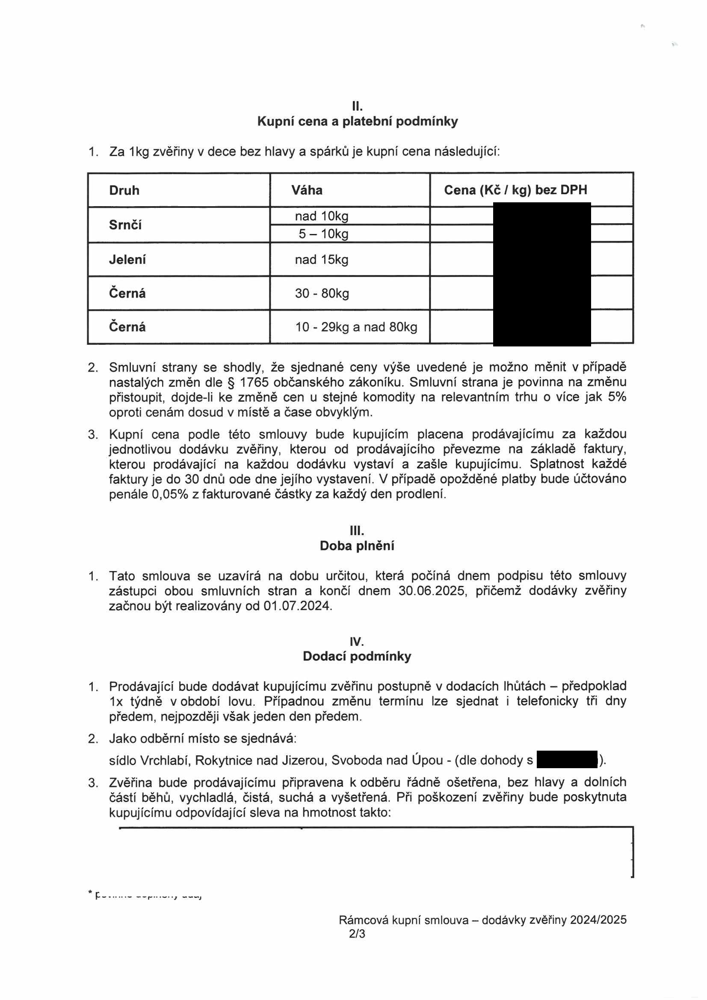 II.
Kupní cena a platební podmínky
1. Za 1kg zvěřiny v dece bez hlavy a spárků je kupní cena následující:
Druh Váha Cena (Kč / kg) bez DPH
Srnčí nad 10kg
5 – 10kg
Jelení nad 15kg
Černá 30 - 80kg
Černá 10 - 29kg a nad 80kg
2. Smluvní strany se shodly, že sjednané ceny výše uvedené je možno měnit v případě
nastalých změn dle § 1765 občanského zákoníku. Smluvní strana je povinna na změnu
přistoupit, dojde-li ke změně cen u stejné komodity na relevantním trhu o více jak 5%
oproti cenám dosud v místě a čase obvyklým.
3. Kupní cena podle této smlouvy bude kupujícím placena prodávajícímu za každou
jednotlivou dodávku zvěřiny, kterou od prodávajícího převezme na základě faktury,
kterou prodávající na každou dodávku vystaví a zašle kupujícímu. Splatnost každé
faktury je do 30 dnů ode dne jejího vystavení. V případě opožděné platby bude účtováno
penále 0,05% z fakturované částky za každý den prodlení.
III.
Doba plnění
1. Tato smlouva se uzavírá na dobu určitou, která počíná dnem podpisu této smlouvy
zástupci obou smluvních stran a končí dnem 30.06.2025, přičemž dodávky zvěřiny
začnou být realizovány od 01.07.2024.
IV.
Dodací podmínky
1. Prodávající bude dodávat kupujícímu zvěřinu postupně v dodacích lhůtách – předpoklad
1x týdně v období lovu. Případnou změnu termínu lze sjednat i telefonicky tři dny
předem, nejpozději však jeden den předem.
2. Jako odběrní místo se sjednává:
sídlo Vrchlabí, Rokytnice nad Jizerou, Svoboda nad Úpou - (dle dohody s ).
3. Zvěřina bude prodávajícímu připravena k odběru řádně ošetřena, bez hlavy a dolních
částí běhů, vychladlá, čistá, suchá a vyšetřená. Při poškození zvěřiny bude poskytnuta
kupujícímu odpovídající sleva na hmotnost takto:
*
Rámcová kupní smlouva – dodávky zvěřiny 2024/2025
2/3